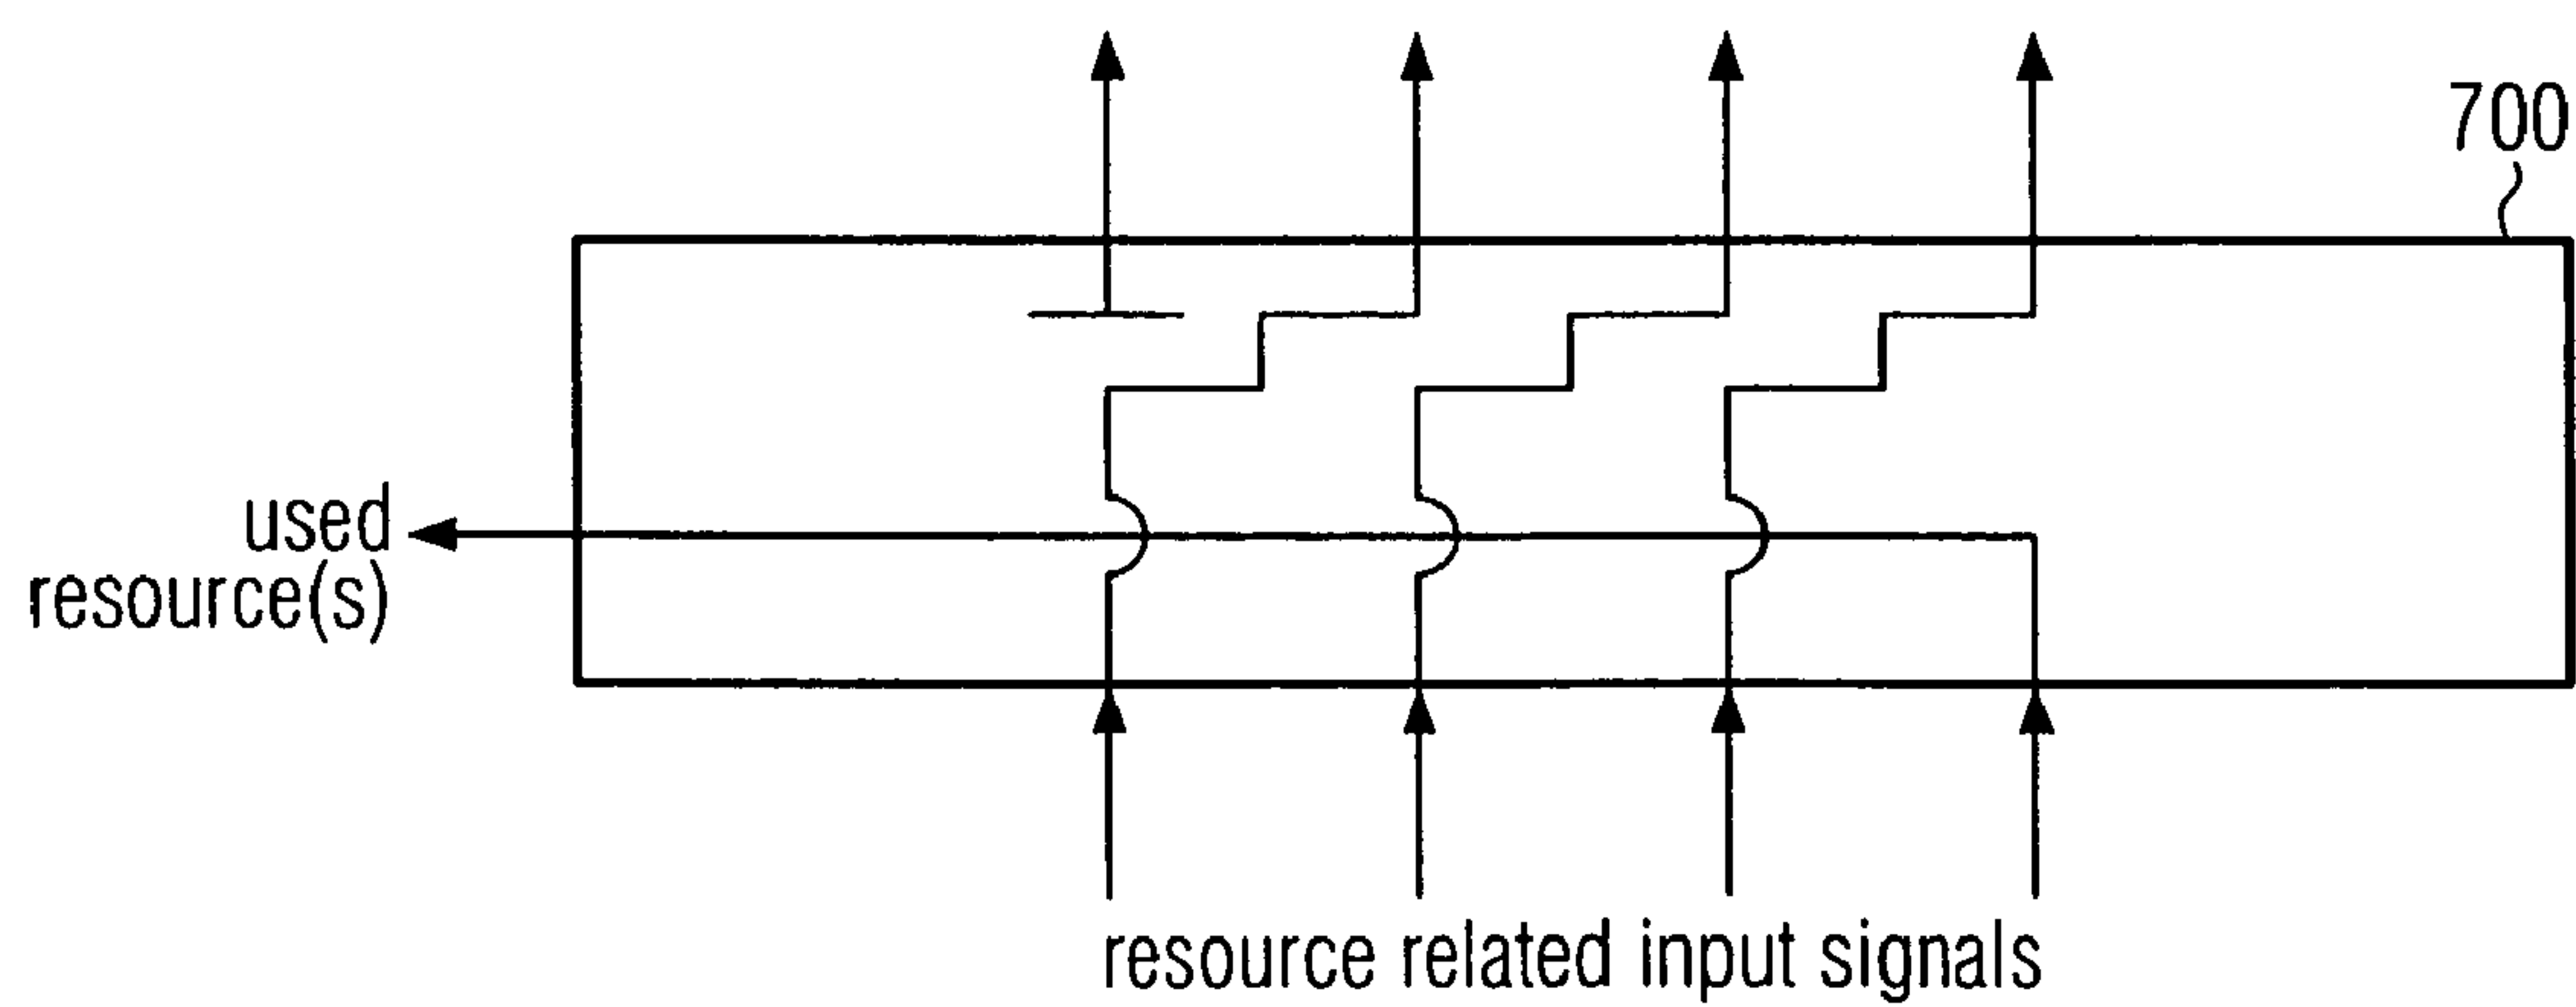 700
used
resource(s)
resource related input signals